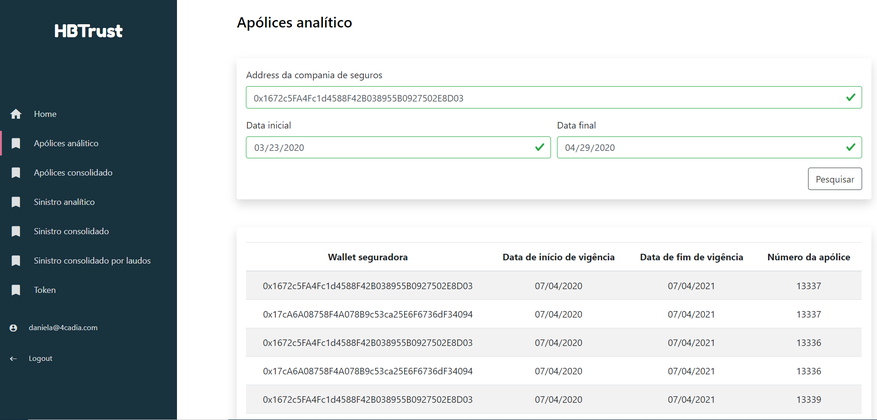 HBTrust
Home
Apólices análitico
Apólices consolidado
Sinistro analítico
Sinistro consolidado
Sinistro consolidado por laudos
Token
daniela@4cadia.com
Logout
Apólices analítico
Address da compania de seguros
0x1672c5FA4Fc1d4588F42B038955B0927502E8D03
Data inicial Data final
03/23/2020 04/29/2020
Pesquisar
Wallet seguradora Data de início de vigência Data de fim de vigência Número da apólice
0x1672c5FA4Fc1d4588F42B038955B0927502E8D03 07/04/2020 07/04/2021 13337
0x17cA6A08758F4A078B9c53ca25E6F6736dF34094 07/04/2020 07/04/2021 13337
0x1672c5FA4Fc1d4588F42B038955B0927502E8D03 07/04/2020 07/04/2021 13336
0x17cA6A08758F4A078B9c53ca25E6F6736dF34094 07/04/2020 07/04/2021 13336
0x1672c5FA4Fc1d4588F42B038955B0927502E8D03 07/04/2020 07/04/2021 13339